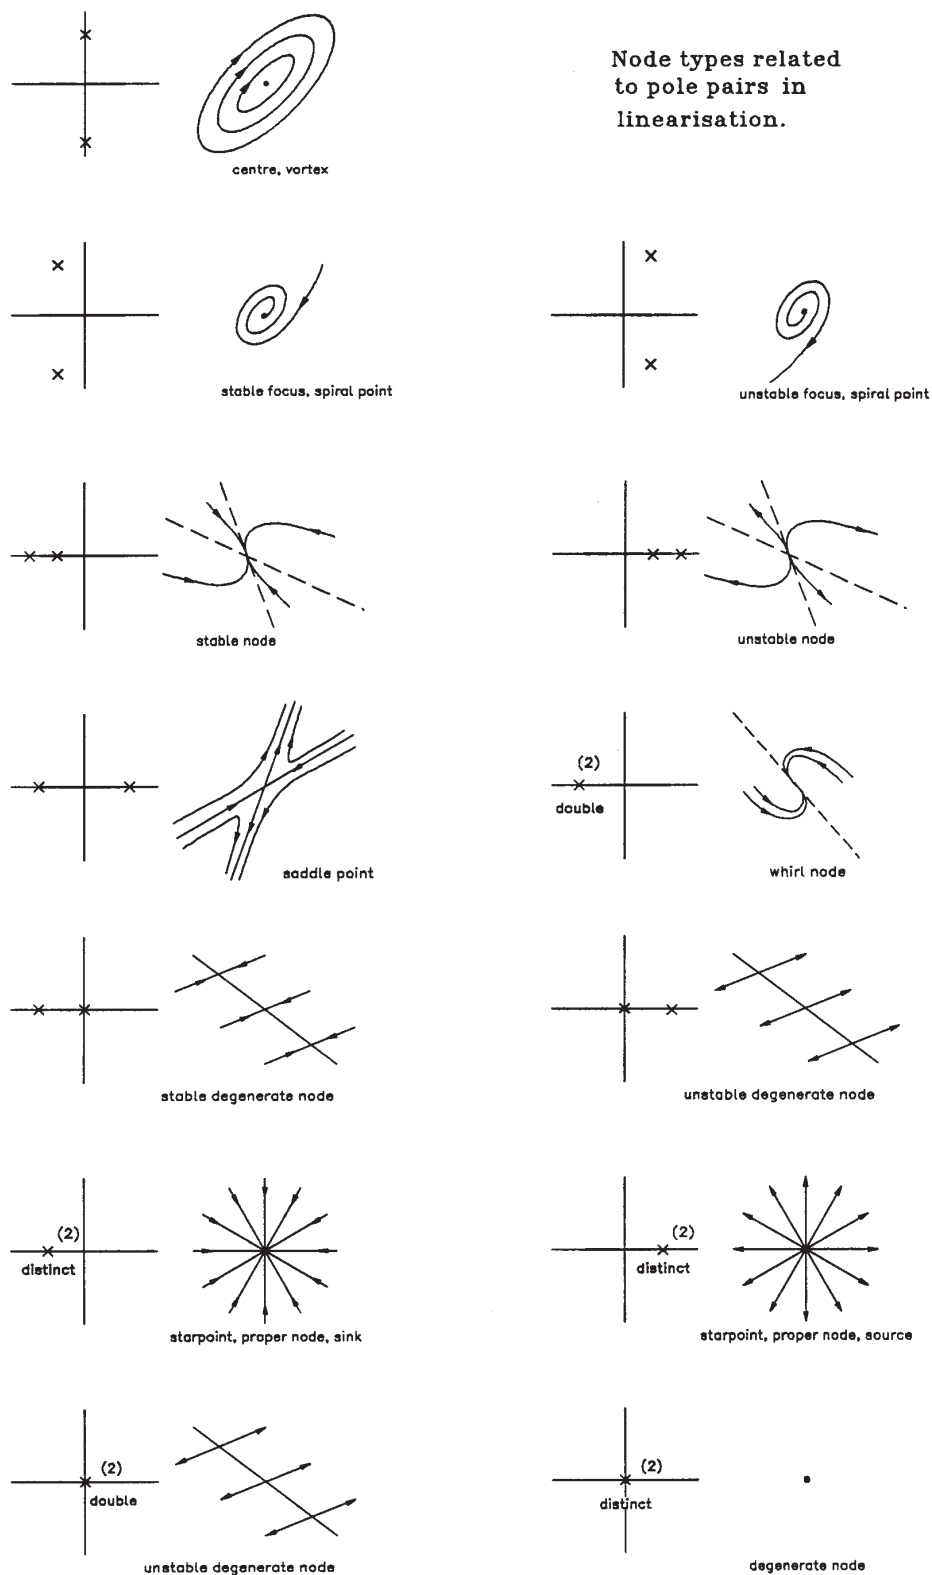 Node types related
to pole pairs in
linearisation.
centre, vortex
stable focus, spiral point
unstable focus, spiral point
stable node
unstable node
saddle point
(2)
double
whirl node
stable degenerate node
unstable degenerate node
(2)
distinct
starpoint, proper node, sink
(2)
distinct
starpoint, proper node, source
(2)
double
unstable degenerate node
(2)
distinct
degenerate node